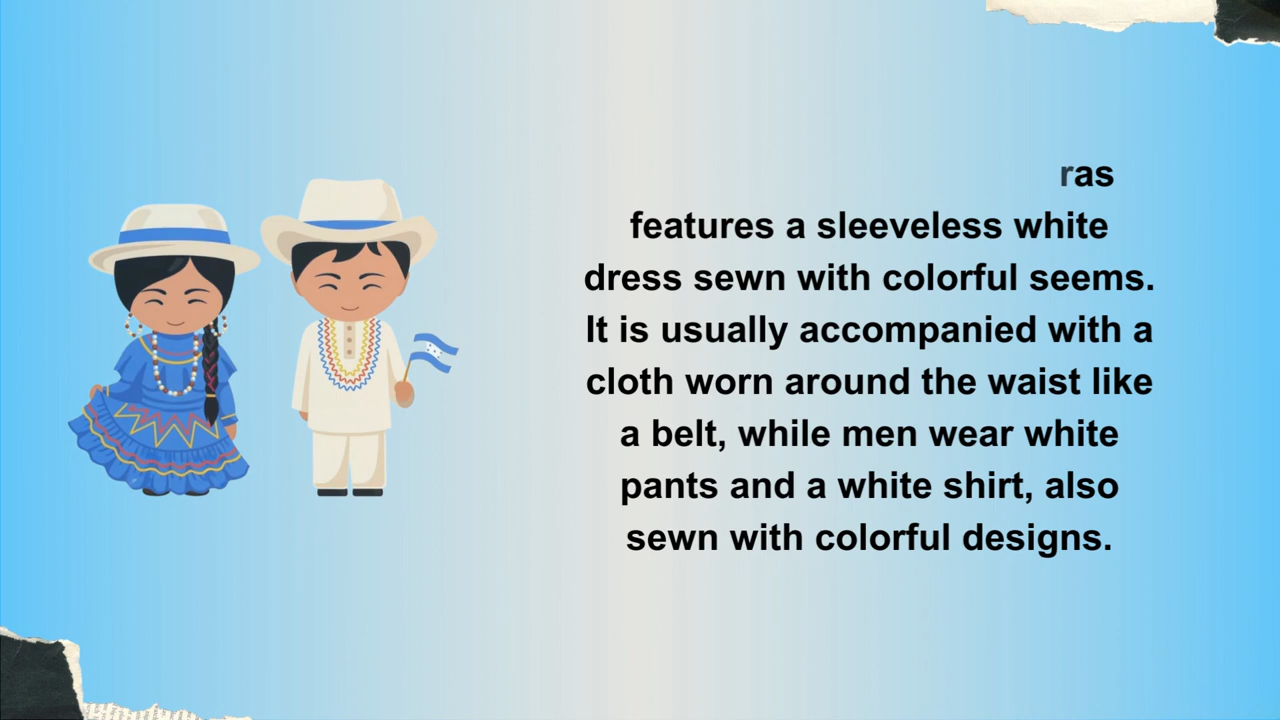 ras
features a sleeveless white
dress sewn with colorful seems.
It is usually accompanied with a
cloth worn around the waist like
a belt, while men wear white
pants and a white shirt, also
sewn with colorful designs.